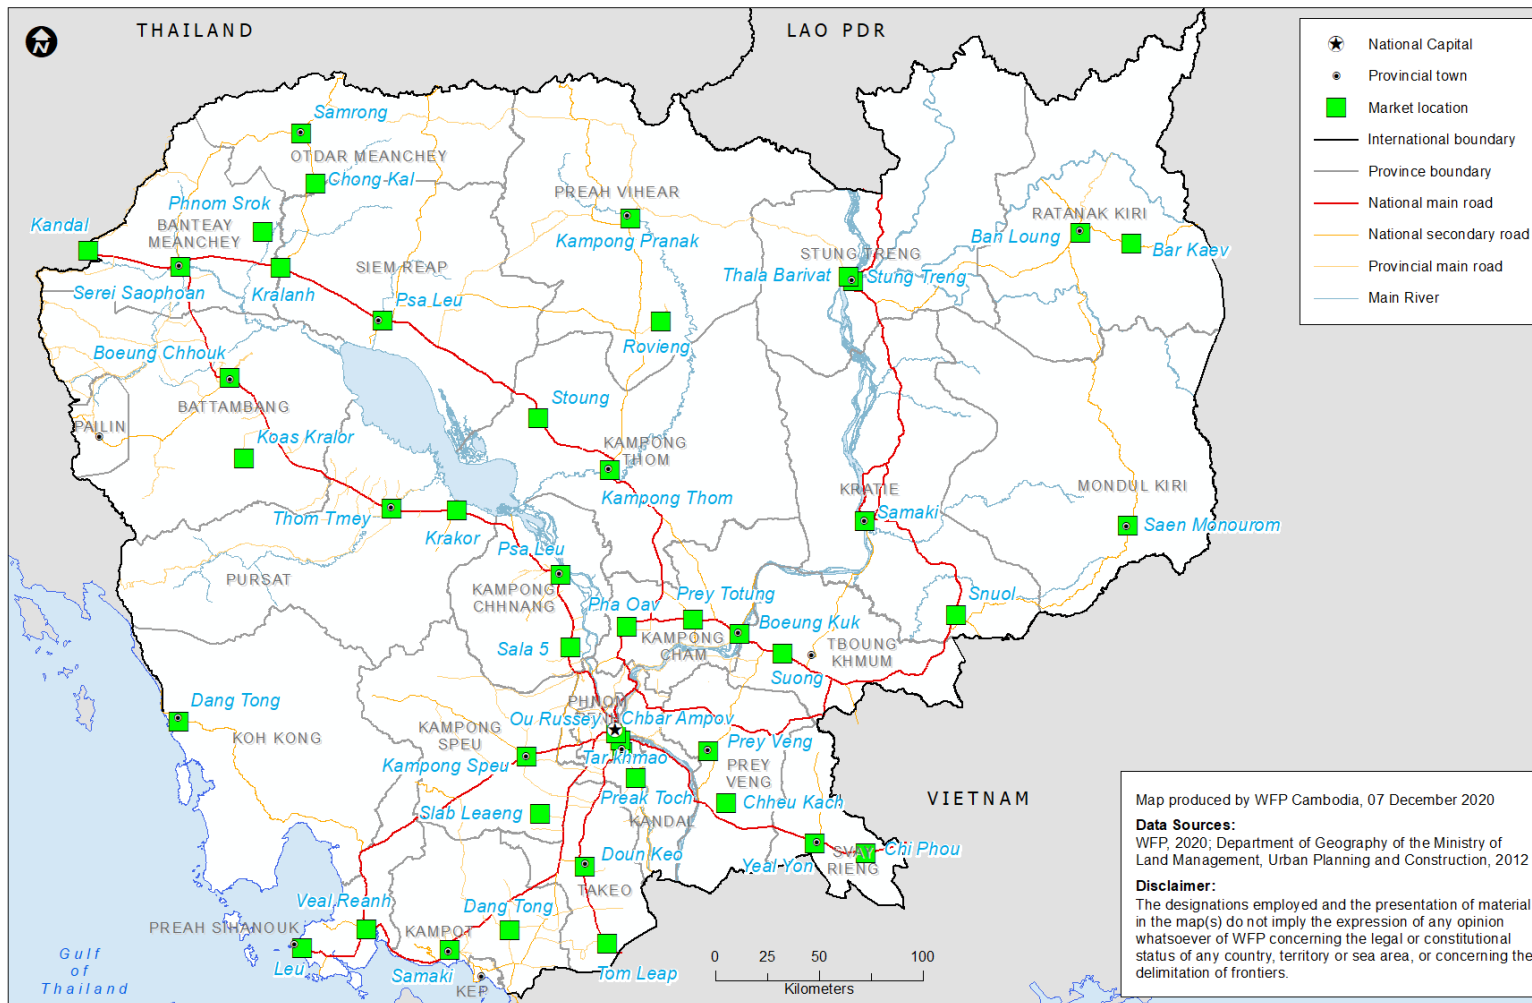 THAILAND
LAO PDR
N
National Capital
Provincial town
Market location
International boundary
Province boundary
National main road
National secondary road
Provincial main road
Main River
Samrong
OTDAR MEANCHEY
Chong Kal
Phnom Srok
BANTEAY
MEANCHEY
Kandal
Serei Saophoan
Kralanh
SIEM REAP
Psa Leu
PREAH VIHEAR
Kampong Pranak
Rovieng
STUNG TRENG
Thala Barivat
Stung Treng
RATANAK KIRI
Ban Loung
Bar Kaev
Boeung Chhouk
BATTAMBANG
PAILIN
Koas Kralor
Stoung
KAMPONG
THOM
Kampong Thom
Thom Tmey
Krakor
KRATIE
Samaki
MONDUL KIRI
Saen Monourom
Psa Leu
PURSAT
KAMPONG
CHHNANG
Pha Oav
Prey Totung
Boeung Kuk
Snuol
Sala 5
KAMPONG
CHAM
TBOUNG
KHMUM
Suong
Dang Tong
KOH KONG
KAMPONG
SPEU
Kampong Speu
PHNOM
PENH
Ou Russey
Chbar Ampov
Tar khmao
Prey Veng
PREY
VENG
Preak Toch
Chheu Kach
KANDAL
Slab Leaeng
VIETNAM
Doun Keo
TAKEO
Yeal Yon
SVAY
RIENG
Chi Phou
Veal Reanh
Dang Tong
PREAH SIHANOUK
KAMPOT
Leu
Samaki
KEP
Tom Leap
Gulf
of
Thailand
0 25 50 100
Kilometers
Map produced by WFP Cambodia, 07 December 2020
Data Sources:
WFP, 2020; Department of Geography of the Ministry of
Land Management, Urban Planning and Construction, 2012
Disclaimer:
The designations employed and the presentation of material
in the map(s) do not imply the expression of any opinion
whatsoever of WFP concerning the legal or constitutional
status of any country, territory or sea area, or concerning the
delimitation of frontiers.